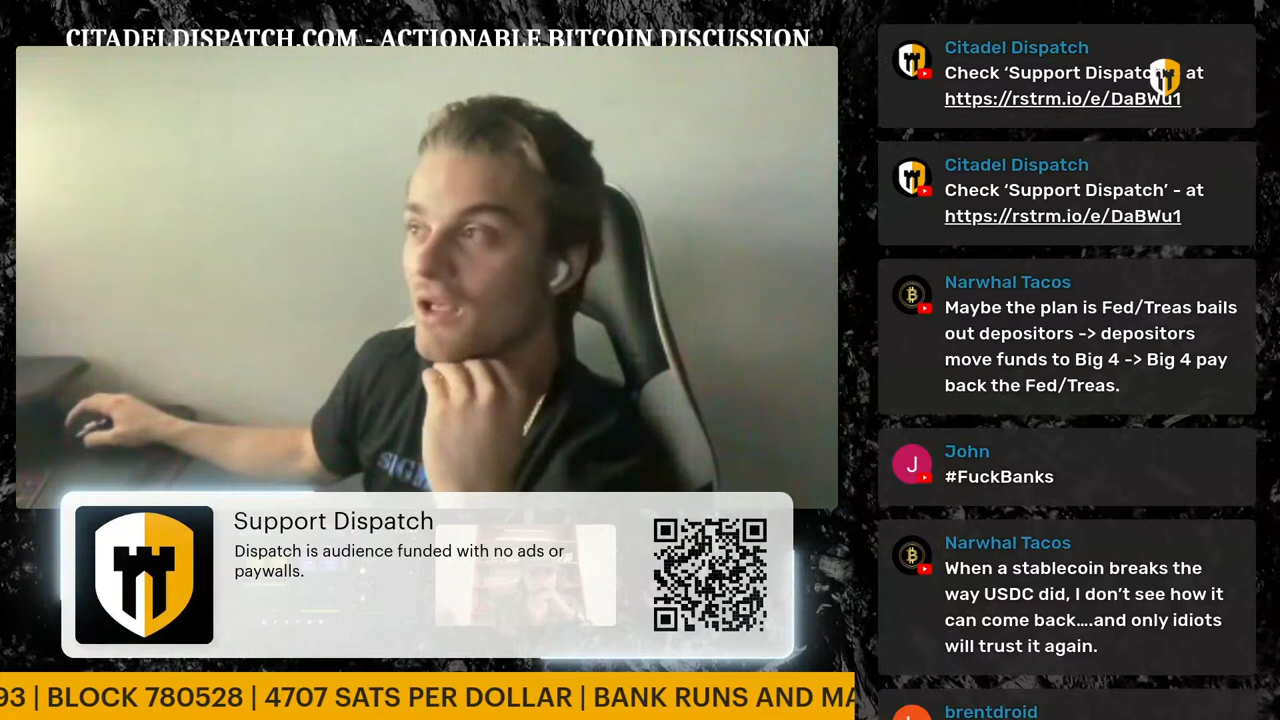 CITADELDISPATCH.COM - ACTIONABLE BITCOIN DISCUSSION
Support Dispatch
Dispatch is audience funded with no ads or
paywalls.
93 | BLOCK 780528 | 4707 SATS PER DOLLAR | BANK RUNS AND
Citadel Dispatch
Check ‘Support Dispatch’ - at
https://rstrm.io/e/DaBWu1
Citadel Dispatch
Check ‘Support Dispatch’ - at
https://rstrm.io/e/DaBWu1
Narwhal Tacos
Maybe the plan is Fed/Treas bails
out depositors -> depositors
move funds to Big 4 -> Big 4 pay
back the Fed/Treas.
J
John
#FuckBanks
Narwhal Tacos
When a stablecoin breaks the
way USDC did, I don’t see how it
can come back....and only idiots
will trust it again.
brentdroid